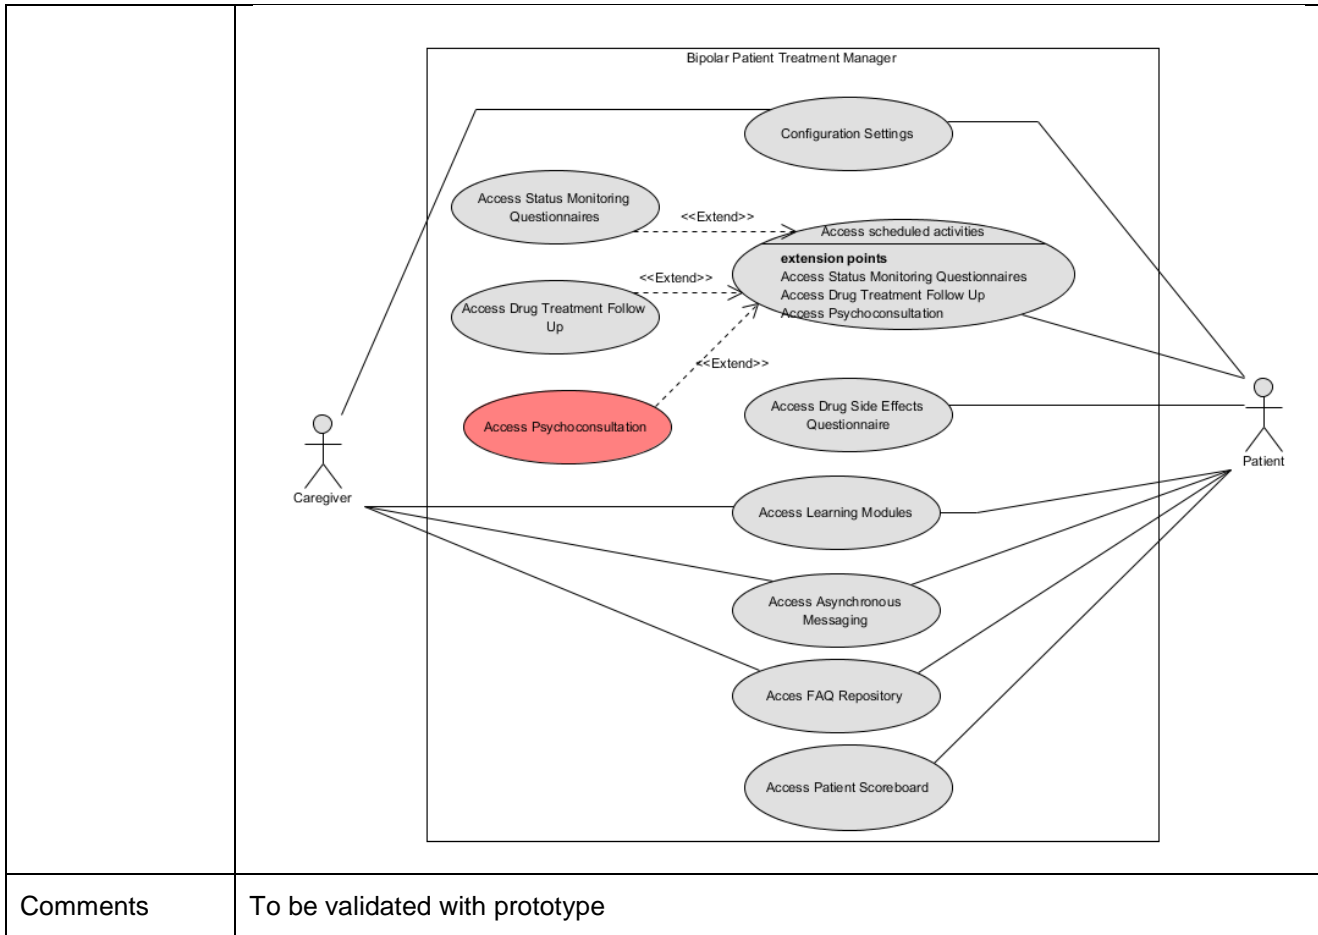 Bipolar Patient Treatment Manager
Configuration Settings
Access Status Monitoring
Questionnaires
<<Extend>>
Access scheduled activities
extension points
Access Status Monitoring Questionnaires
Access Drug Treatment Follow Up
Access Psychoconsultation
<<Extend>>
Access Drug Treatment Follow
Up
<<Extend>>
Access Psychoconsultation
Access Drug Side Effects
Questionnaire
Caregiver
Patient
Access Learning Modules
Access Asynchronous
Messaging
Acces FAQ Repository
Access Patient Scoreboard
Comments
To be validated with prototype